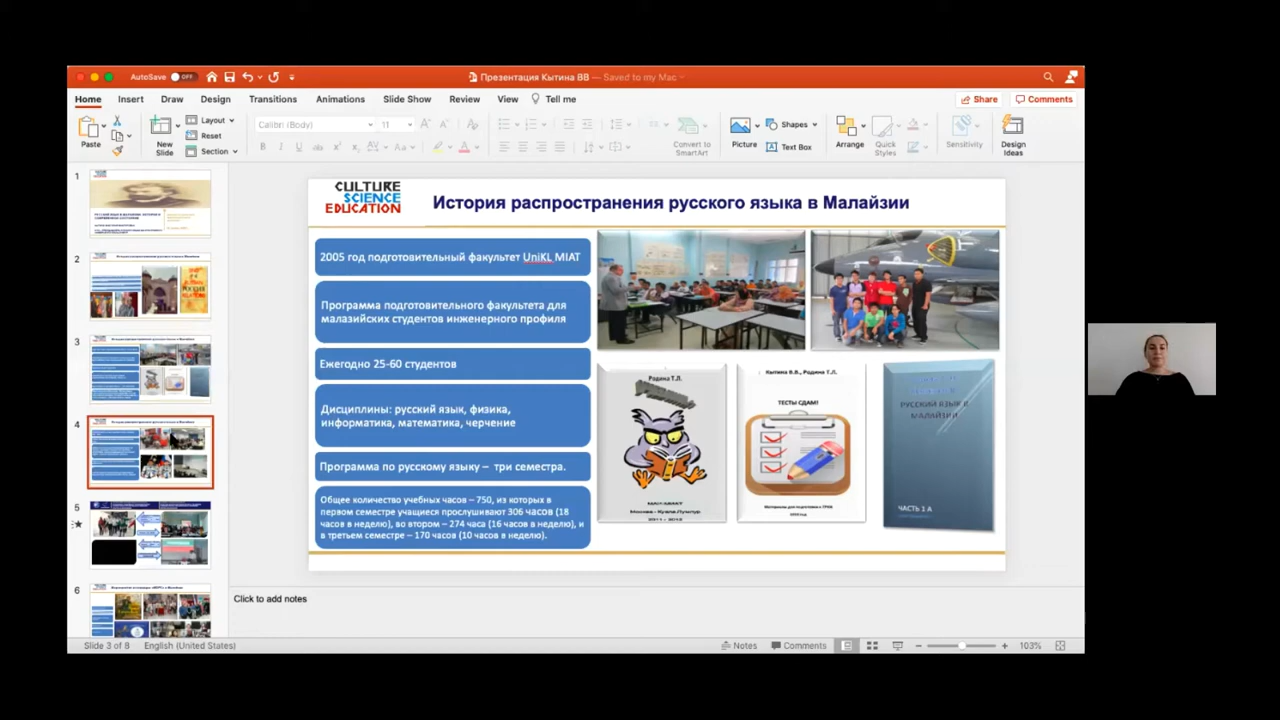 AutoSave OFF
Презентация Кытина ВВ — Saved to my Mac
Home Insert Draw Design Transitions Animations Slide Show Review View Tell me
Share Comments
Paste
New Slide
Layout
Reset
Section
Calibri (Body) 11
Convert to SmartArt
Picture
Shapes
Text Box
Arrange
Quick Styles
Sensitivity
Design Ideas
1
2
3
4
5
6
CULTURE
SCIENCE
EDUCATION
История распространения русского языка в Малайзии
2005 год подготовительный факультет UniKL MIAT
Программа подготовительного факультета для
малазийских студентов инженерного профиля
Ежегодно 25-60 студентов
Дисциплины: русский язык, физика,
информатика, математика, черчение
Программа по русскому языку – три семестра.
Общее количество учебных часов – 750, из которых в
первом семестре учащиеся прослушивают 306 часов (18
часов в неделю), во втором – 274 часа (16 часов в неделю), и
в третьем семестре – 170 часов (10 часов в неделю).
Родина Т.Л.
Кытина В.В., Родина Т.Л.
ТЕСТЫ СДАМ!
РУССКИЙ ЯЗЫК В
МАЛАЙЗИИ
ЧАСТЬ 1 А
Click to add notes
Slide 3 of 8 English (United States) Notes Comments 103%